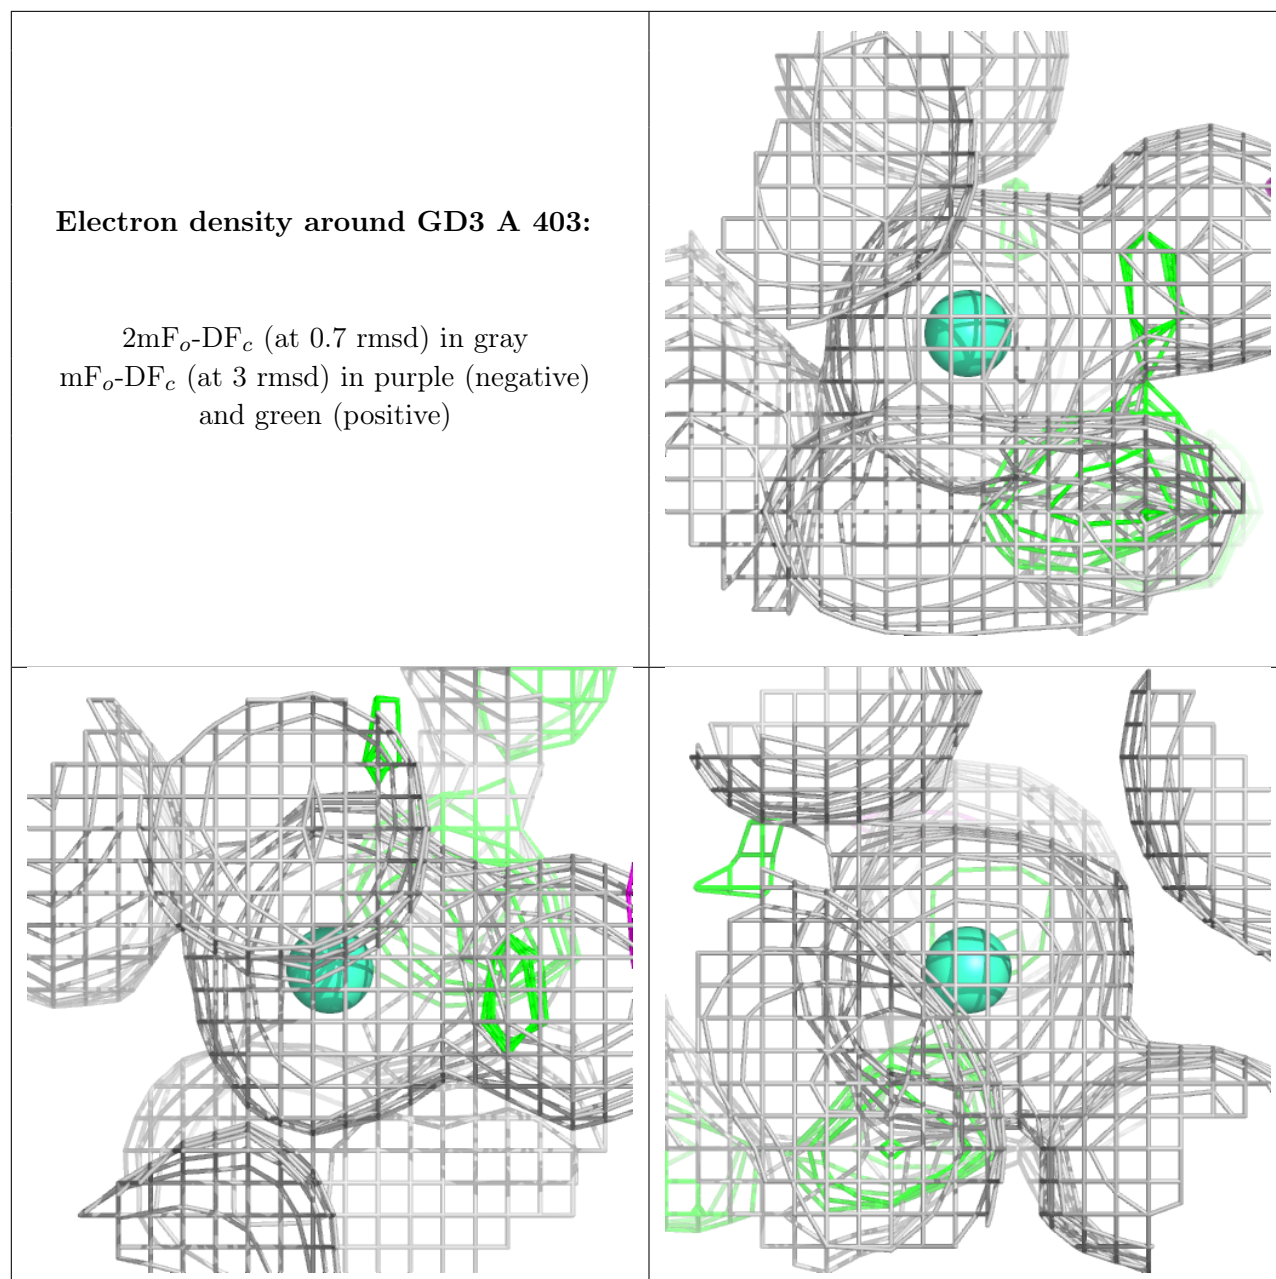 Electron density around GD3 A 403:
2mFo-DFc (at 0.7 rmsd) in gray
mFo-DFc (at 3 rmsd) in purple (negative)
and green (positive)